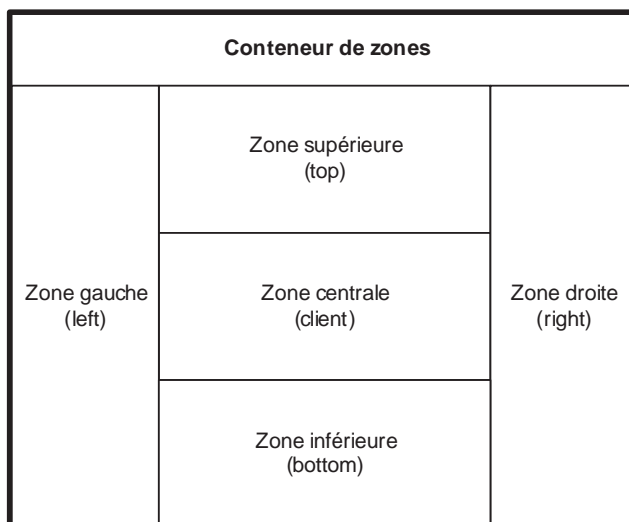 Conteneur de zones
Zone supérieure
(top)
Zone gauche
(left)
Zone centrale
(client)
Zone droite
(right)
Zone inférieure
(bottom)